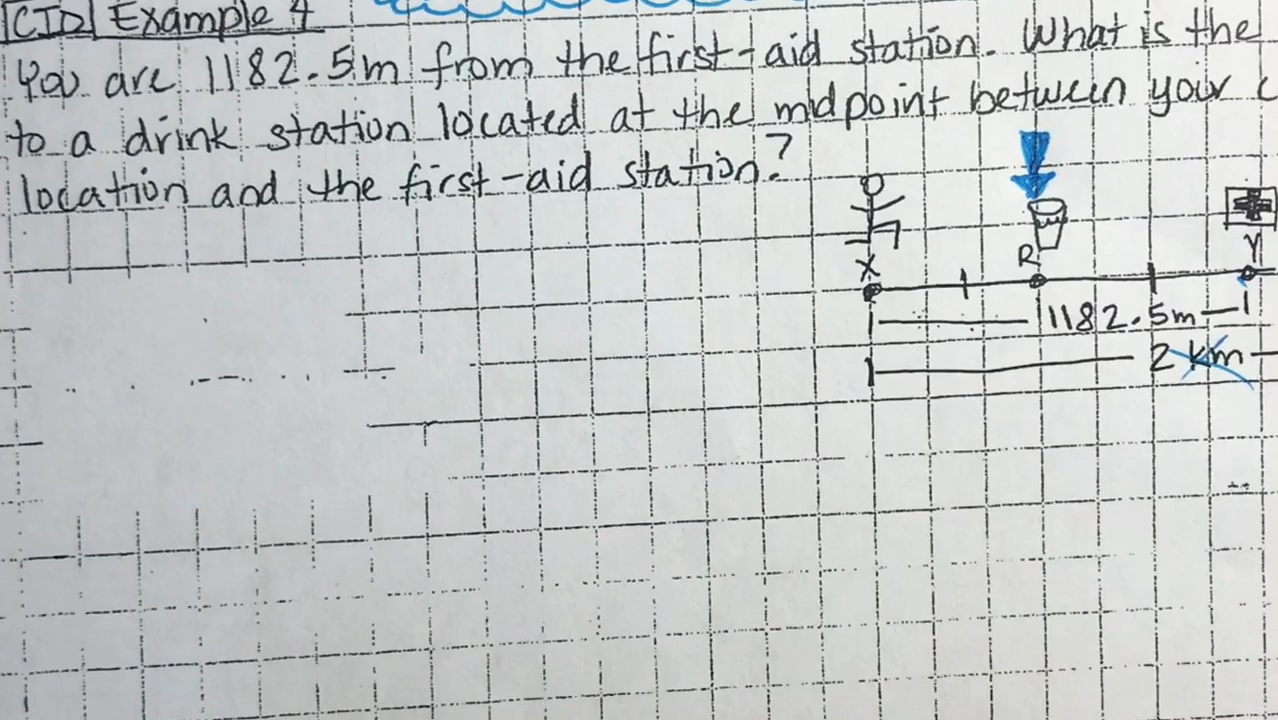 CID Example 4
You are 1182.5m from the first-aid station. What is the
to a drink station located at the midpoint between your c
location and the first-aid station?
X R Y
1182.5m
2 km